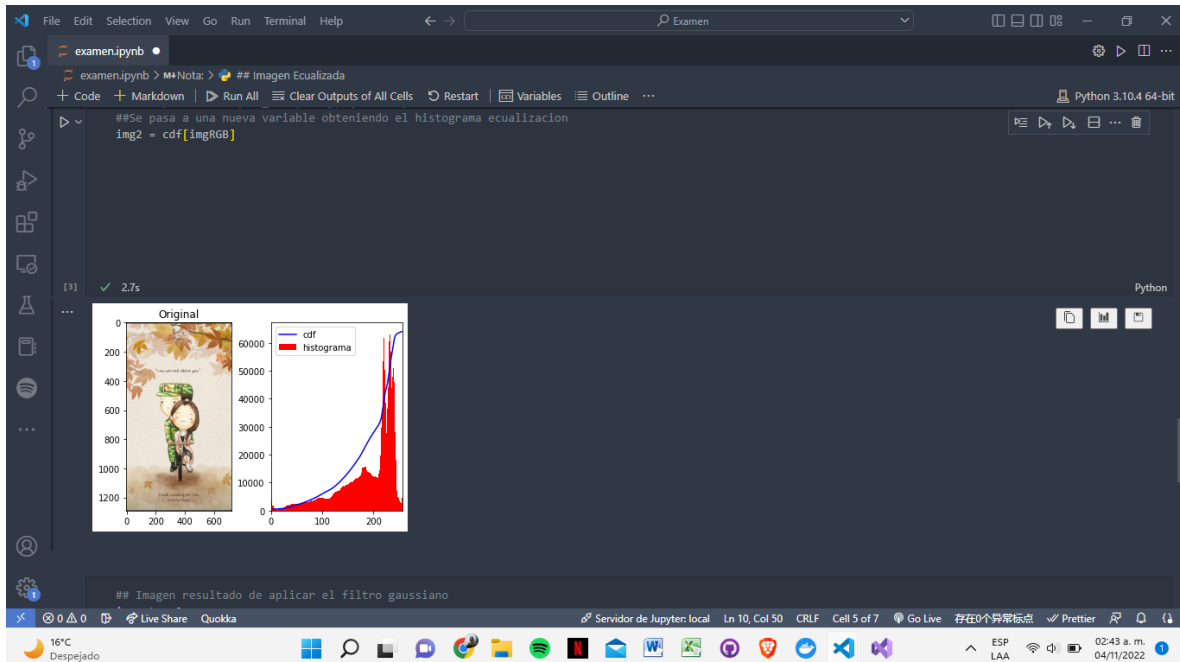 File Edit Selection View Go Run Terminal Help
Examen
examen.ipynb
examen.ipynb > M↓Nota: > ## Imagen Ecualizada
+ Code + Markdown | Run All Clear Outputs of All Cells Restart | Variables Outline ...
Python 3.10.4 64-bit
##Se pasa a una nueva variable obteniendo el histograma ecualizacion
img2 = cdf[imgRGB]
[3] ✓ 2.7s
Python
Original
0
200
400
600
800
1000
1200
0 200 400 600
cdf
histograma
60000
50000
40000
30000
20000
10000
0
0 100 200
## Imagen resultado de aplicar el filtro gaussiano
0 0 Live Share Quokka
Servidor de Jupyter: local Ln 10, Col 50 CRLF Cell 5 of 7 Go Live 存在0个异常标点 Prettier
16°C
Despejado
ESP
LAA
02:43 a. m.
04/11/2022
1